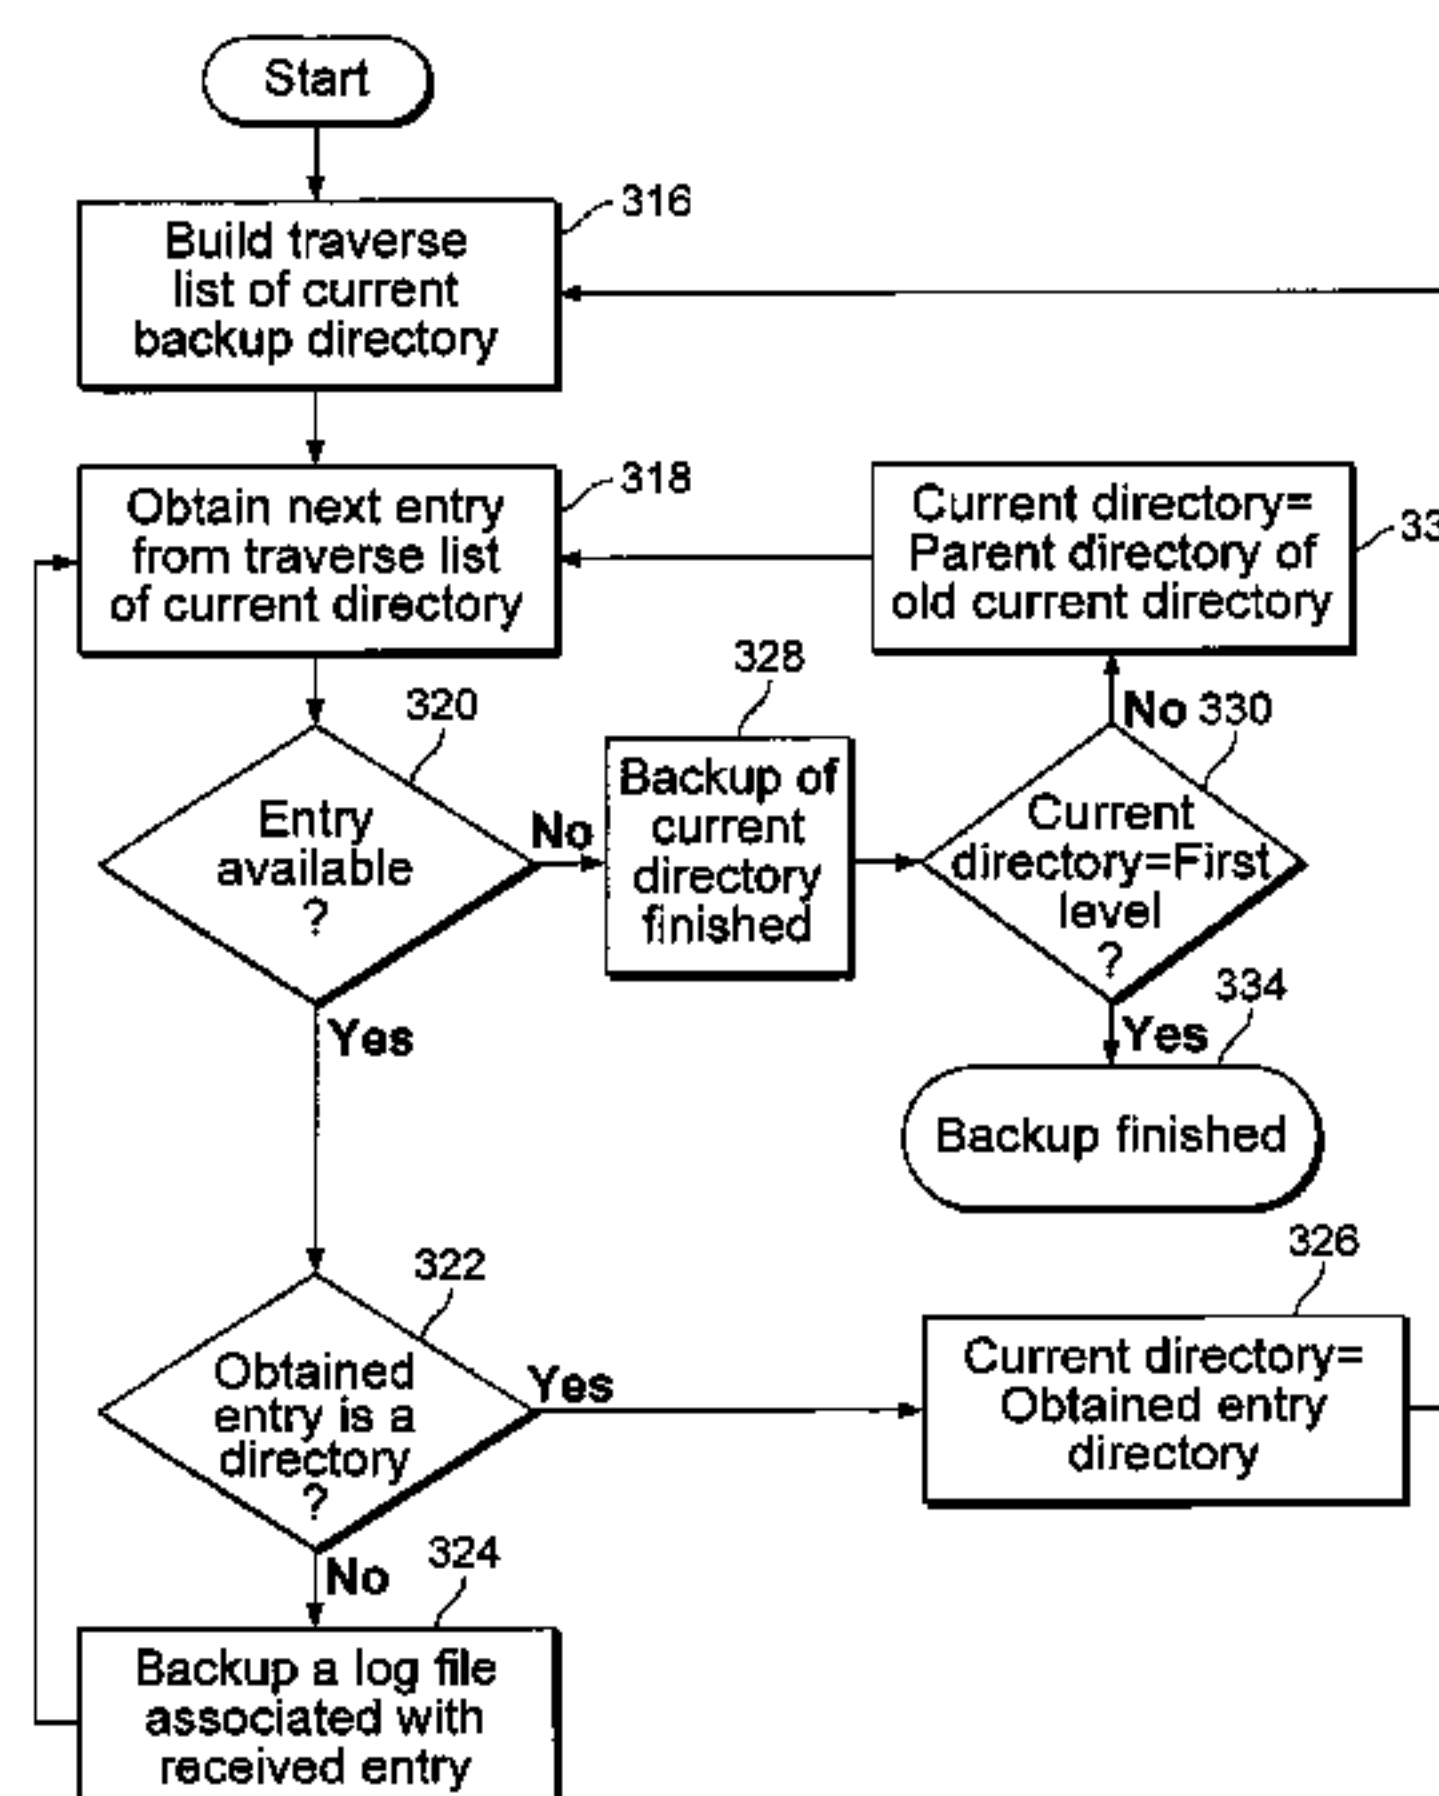 Start
316
Build traverse
list of current
backup directory
318
Obtain next entry
from traverse list
of current directory
Current directory=
Parent directory of
old current directory
328
320
No 330
Entry
available
?
No
Backup of
current
directory
finished
Current
directory=First
level
?
334
Yes
Yes
Backup finished
326
322
Obtained
entry is a
directory
?
Yes
Current directory=
Obtained entry
directory
324
No
Backup a log file
associated with
received entry